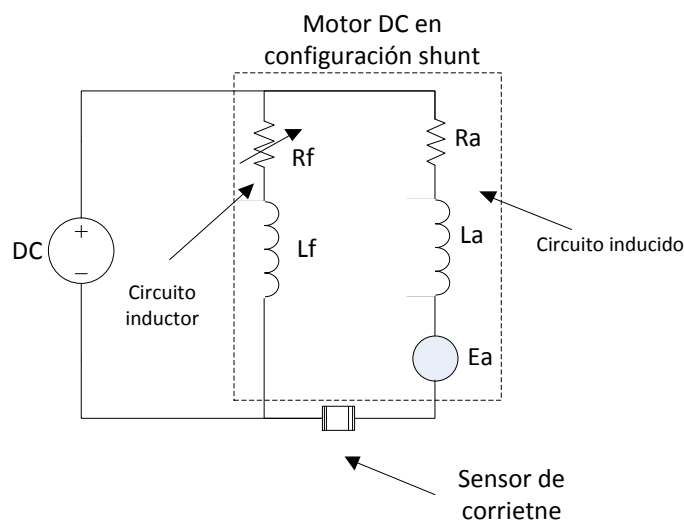 Motor DC en
configuración shunt
Rf
Ra
DC
+
−
Lf
La
Circuito inducido
Circuito
inductor
Ea
Sensor de
corrietne